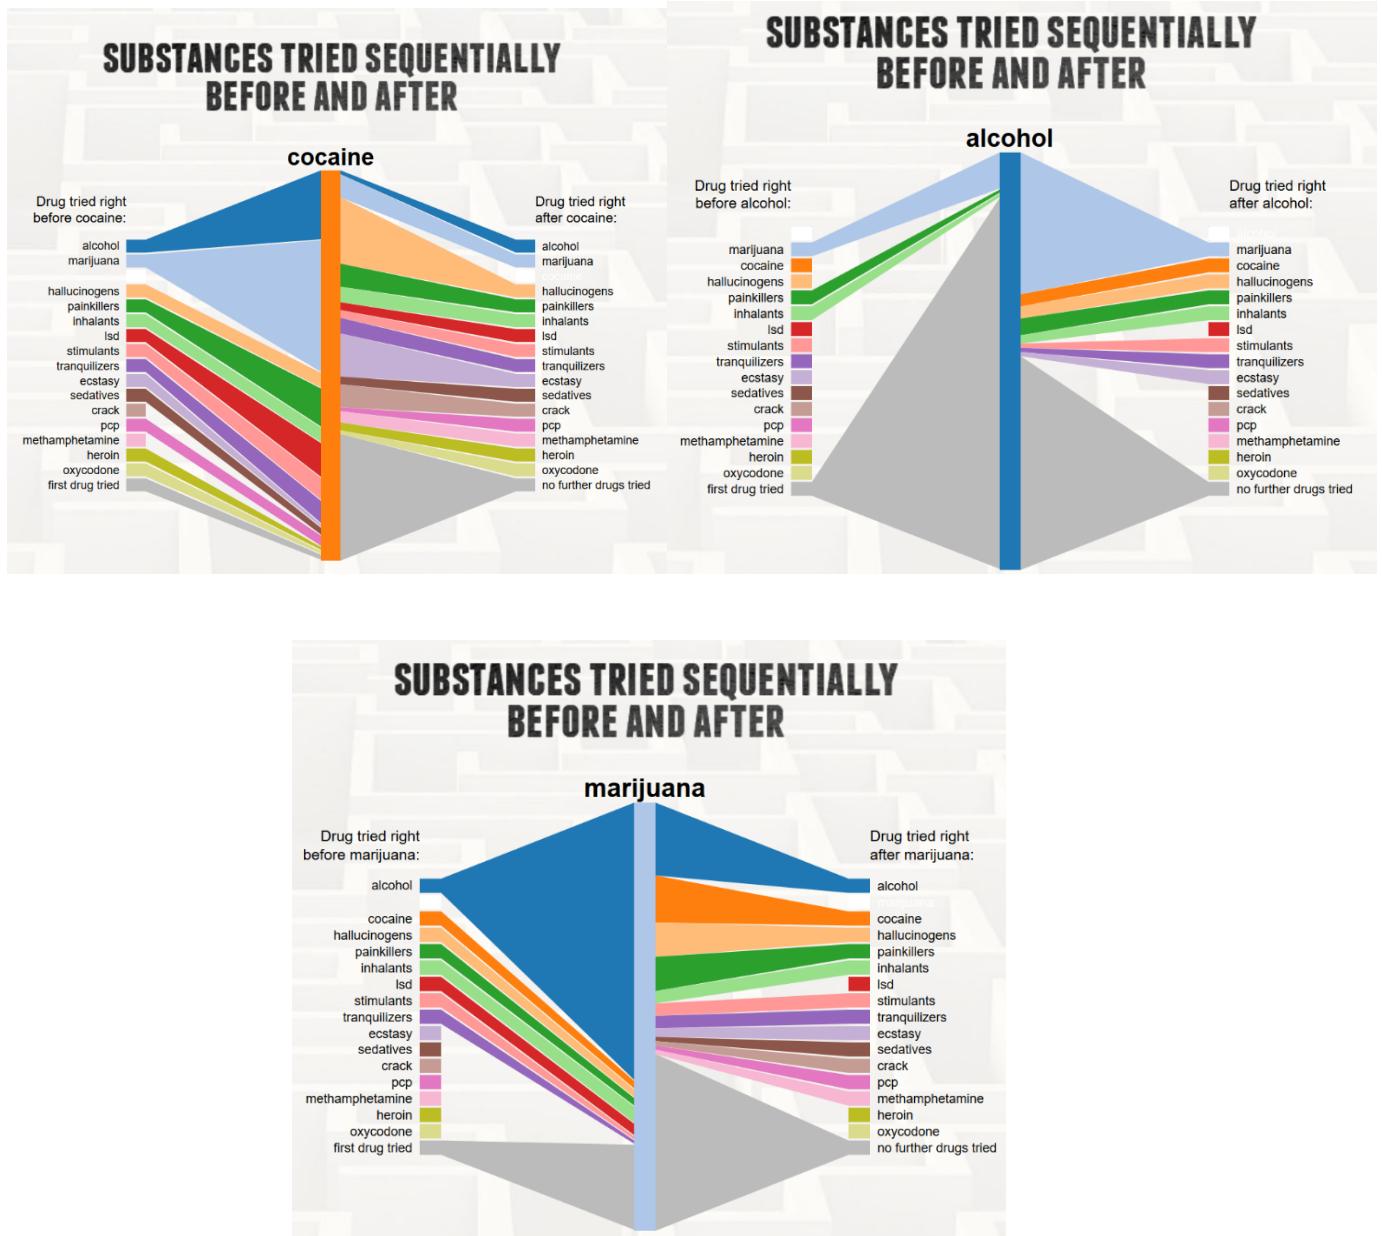 SUBSTANCES TRIED SEQUENTIALLY
BEFORE AND AFTER
cocaine
Drug tried right
before cocaine:
alcohol
marijuana
hallucinogens
painkillers
inhalants
lsd
stimulants
tranquilizers
ecstasy
sedatives
crack
pcp
methamphetamine
heroin
oxycodone
first drug tried
Drug tried right
after cocaine:
alcohol
marijuana
cocaine
hallucinogens
painkillers
inhalants
lsd
stimulants
tranquilizers
ecstasy
sedatives
crack
pcp
methamphetamine
heroin
oxycodone
no further drugs tried
SUBSTANCES TRIED SEQUENTIALLY
BEFORE AND AFTER
alcohol
Drug tried right
before alcohol:
marijuana
cocaine
hallucinogens
painkillers
inhalants
lsd
stimulants
tranquilizers
ecstasy
sedatives
crack
pcp
methamphetamine
heroin
oxycodone
first drug tried
Drug tried right
after alcohol:
alcohol
marijuana
cocaine
hallucinogens
painkillers
inhalants
lsd
stimulants
tranquilizers
ecstasy
sedatives
crack
pcp
methamphetamine
heroin
oxycodone
no further drugs tried
SUBSTANCES TRIED SEQUENTIALLY
BEFORE AND AFTER
marijuana
Drug tried right
before marijuana:
alcohol
cocaine
hallucinogens
painkillers
inhalants
lsd
stimulants
tranquilizers
ecstasy
sedatives
crack
pcp
methamphetamine
heroin
oxycodone
first drug tried
Drug tried right
after marijuana:
alcohol
marijuana
cocaine
hallucinogens
painkillers
inhalants
lsd
stimulants
tranquilizers
ecstasy
sedatives
crack
pcp
methamphetamine
heroin
oxycodone
no further drugs tried